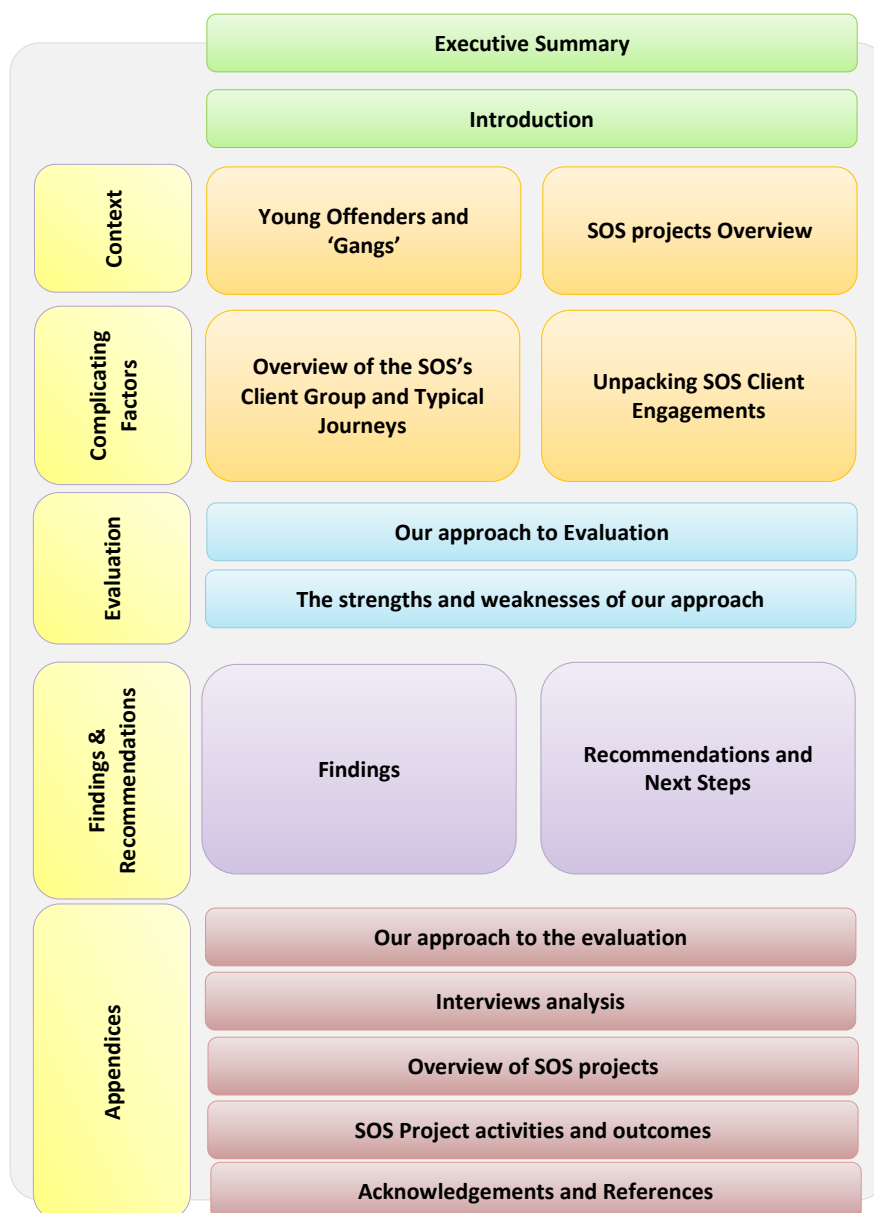 Executive Summary
Introduction
Context
Young Offenders and
‘Gangs’
SOS projects Overview
Complicating
Factors
Overview of the SOS’s
Client Group and Typical
Journeys
Unpacking SOS Client
Engagements
Evaluation
Our approach to Evaluation
The strengths and weaknesses of our approach
Findings &
Recommendations
Findings
Recommendations and
Next Steps
Appendices
Our approach to the evaluation
Interviews analysis
Overview of SOS projects
SOS Project activities and outcomes
Acknowledgements and References